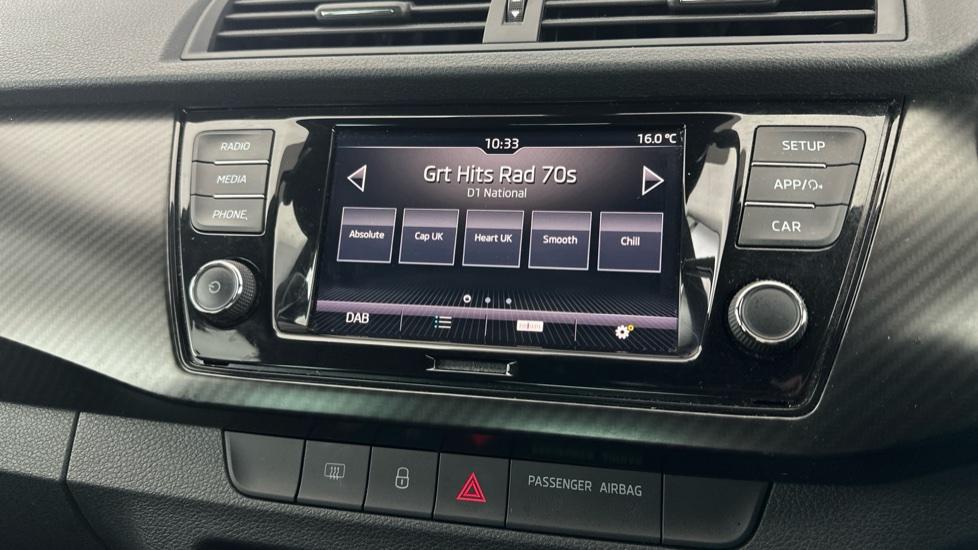 RADIO
MEDIA
PHONE
10:33
16.0 °C
Grt Hits Rad 70s
D1 National
Absolute
Cap UK
Heart UK
Smooth
Chill
DAB
SETUP
APP/
CAR
PASSENGER AIRBAG